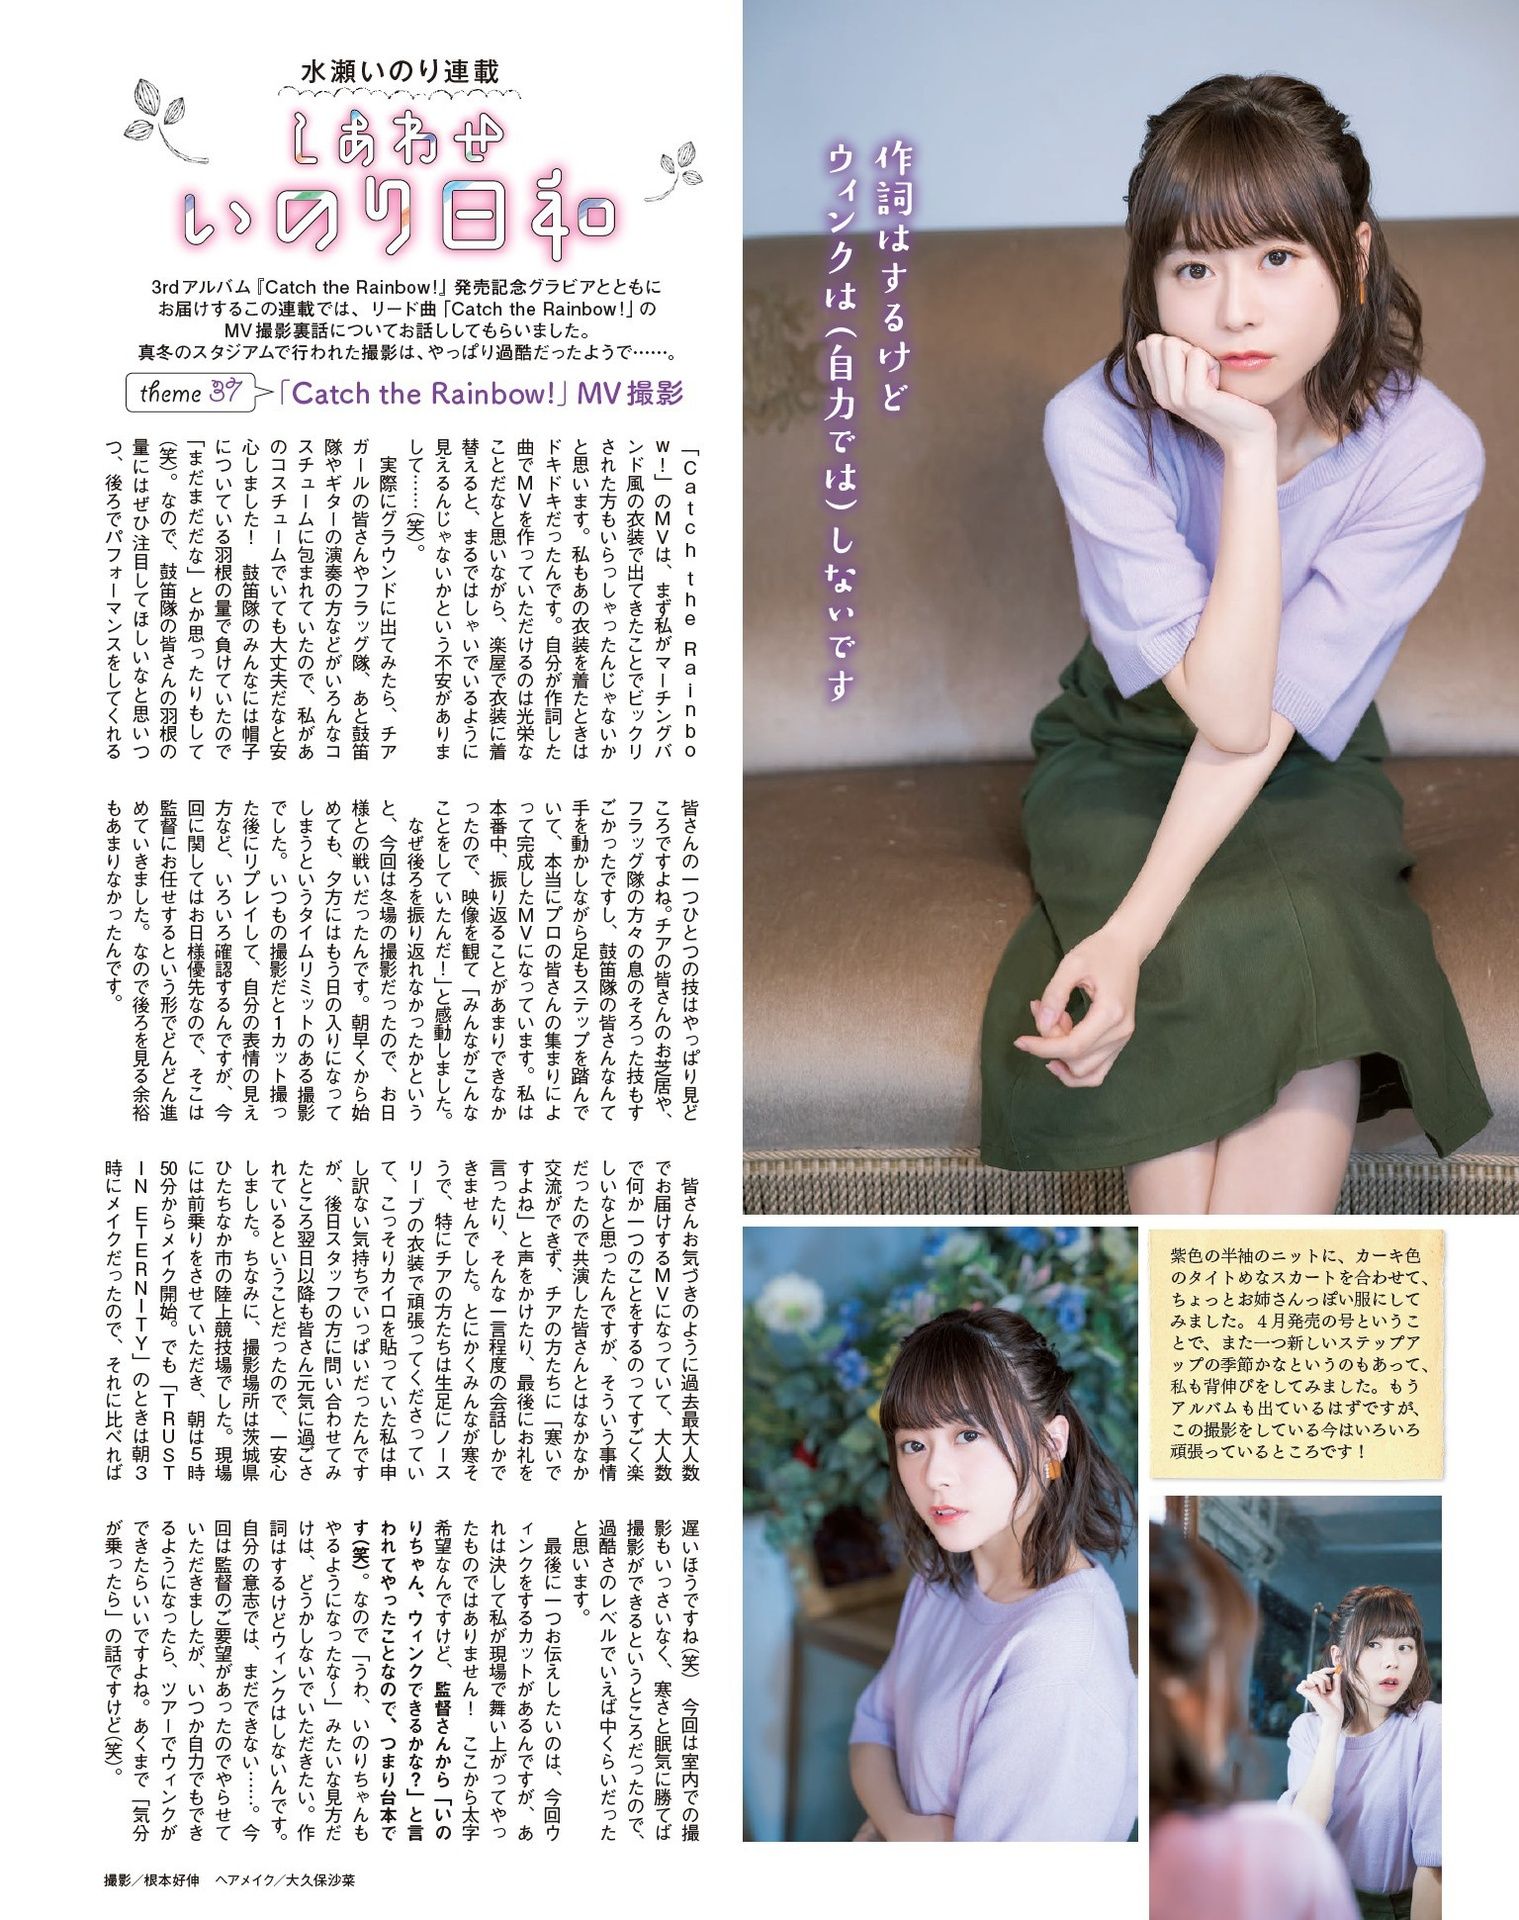 水瀬いのり連載
しあわせ
いのり日和
3rdアルバム『Catch the Rainbow!』発売記念グラビアとともに
お届けするこの連載では、リード曲「Catch the Rainbow!」の
MV撮影裏話についてお話ししてもらいました。
真冬のスタジアムで行われた撮影は、やっぱり過酷だったようで……。
theme 37
「Catch the Rainbow!」MV撮影
作詞はするけど
ウィンクは(自力では)しないです
「Catch the Rainbo
w!」のMVは、まず私がマーチングバ
ンド風の衣装で出てきたことでビックリ
された方もいらっしゃったんじゃないか
と思います。私もあの衣装を着たときは
ドキドキだったんです。自分が作詞した
曲でMVを作っていただけるのは光栄な
ことだなと思いながら、楽屋で衣装に着
替えると、まるではしゃいでいるように
見えるんじゃないかという不安がありま
して……(笑)。
実際にグラウンドに出てみたら、チア
ガールの皆さんやフラッグ隊、あと鼓笛
隊やギターの演奏の方などがいろんなコ
スチュームに包まれていたので、私があ
のコスチュームでいても大丈夫だなと安
心しました! 鼓笛隊のみんなには帽子
についている羽根の量で負けていたので
「まだまだだな」とか思ったりもして
(笑)。なので、鼓笛隊の皆さんの羽根の
量にはぜひ注目してほしいなと思いつ
つ、後ろでパフォーマンスをしてくれる
皆さんの一つひとつの技はやっぱり見ど
ころですよね。チアの皆さんのお芝居や、
フラッグ隊の方々の息のそろった技もす
ごかったですし、鼓笛隊の皆さんなんて
手を動かしながら足もステップを踏んで
いて、本当にプロの皆さんの集まりによ
って完成したMVになっています。私は
本番中、振り返ることがあまりできなか
ったので、映像を観て「みんながこんな
ことをしていたんだ!」と感動しました。
なぜ後ろを振り返れなかったかという
と、今回は冬場の撮影だったので、お日
様との戦いだったんです。朝早くから始
めても、夕方にはもう日の入りになって
しまうというタイムリミットのある撮影
でした。いつもの撮影だと1カット撮っ
た後にリプレイして、自分の表情の見え
方など、いろいろ確認するんですが、今
回に関してはお日様優先なので、そこは
監督にお任せするという形でどんどん進
めていきました。なので後ろを見る余裕
もあまりなかったんです。
皆さんお気づきのように過去最大人数
でお届けするMVになっていて、大人数
で何か一つのことをするのってすごく楽
しいなと思ったんですが、そういう事情
だったので共演した皆さんとはなかなか
交流ができず、チアの方たちに「寒いで
すよね」と声をかけたり、最後にお礼を
言ったり、そんな一言程度の会話しかで
きませんでした。とにかくみんなが寒そ
うで、特にチアの方たちは生足にノース
リーブの衣装で頑張ってくださってい
て、こっそりカイロを貼っていた私は申
し訳ない気持ちでいっぱいだったんです
が、後日スタッフの方に問い合わせてみ
たところ翌日以降も皆さん元気に過ごさ
れているということだったので、一安心
しました。ちなみに、撮影場所は茨城県
ひたちなか市の陸上競技場でした。現場
には前乗りをさせていただき、朝は5時
50分からメイク開始。でも「TRUST
IN ETERNITY」のときは朝3
時にメイクだったので、それに比べれば
遅いほうですね(笑) 今回は室内での撮
影もいっさいなく、寒さと眠気に勝てば
撮影ができるというところだったので、
過酷さのレベルでいえば中くらいだった
と思います。
最後に一つお伝えしたいのは、今回ウ
ィンクをするカットがあるんですが、あ
れは決して私が現場で舞い上がってやっ
たものではありません! ここから太字
希望なんですけど、監督さんから「いの
りちゃん、ウィンクできるかな?」と言
われてやったことなので、つまり台本で
す(笑)。なので「うわ、いのりちゃんも
やるようになったな〜」みたいな見方だ
けは、どうかしないでいただきたい。作
詞はするけどウィンクはしないんです。
自分の意志では、まだできない……。今
回は監督のご要望があったのでやらせて
いただきましたが、いつか自力でもでき
るようになったら、ツアーでウィンクが
できたらいいですよね。あくまで「気分
が乗ったら」の話ですけど(笑)。
紫色の半袖のニットに、カーキ色
のタイトめなスカートを合わせて、
ちょっとお姉さんっぽい服にして
みました。4月発売の号というこ
とで、また一つ新しいステップア
ップの季節かなというのもあって、
私も背伸びをしてみました。もう
アルバムも出ているはずですが、
この撮影をしている今はいろいろ
頑張っているところです!
撮影／根本好伸 ヘアメイク／大久保沙菜